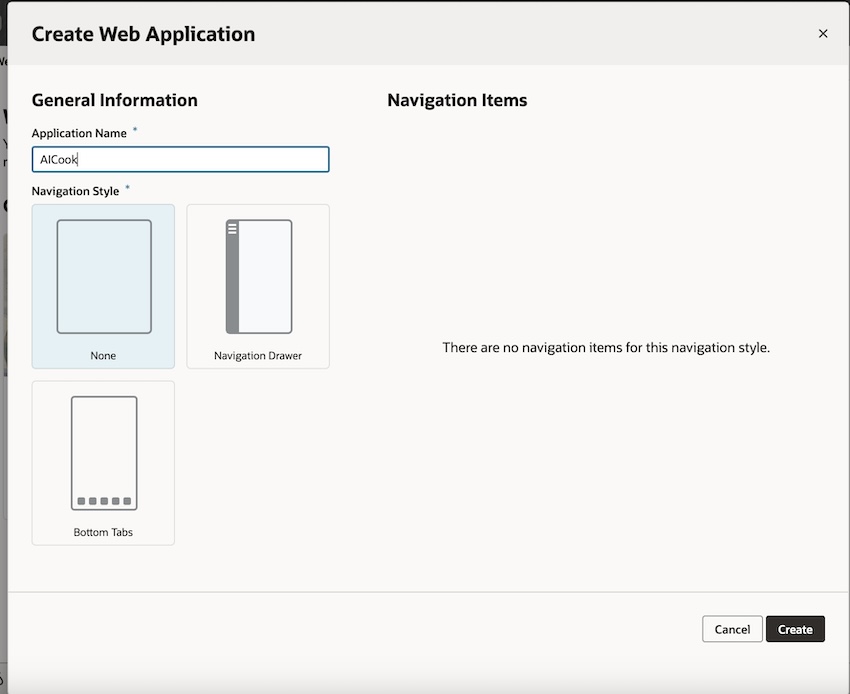 Create Web Application
×
General Information
Navigation Items
Application Name *
AICook
Navigation Style *
None
Navigation Drawer
There are no navigation items for this navigation style.
Bottom Tabs
Cancel
Create